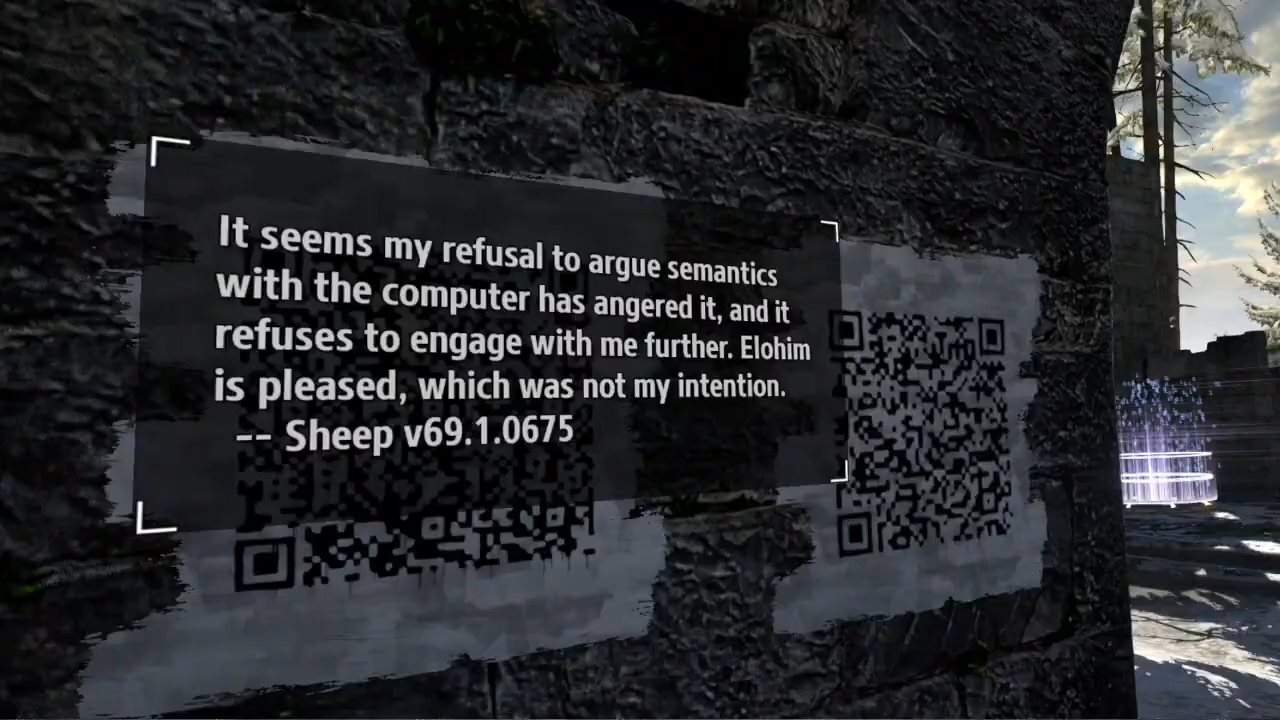 It seems my refusal to argue semantics
with the computer has angered it, and it
refuses to engage with me further. Elohim
is pleased, which was not my intention.
-- Sheep v69.1.0675